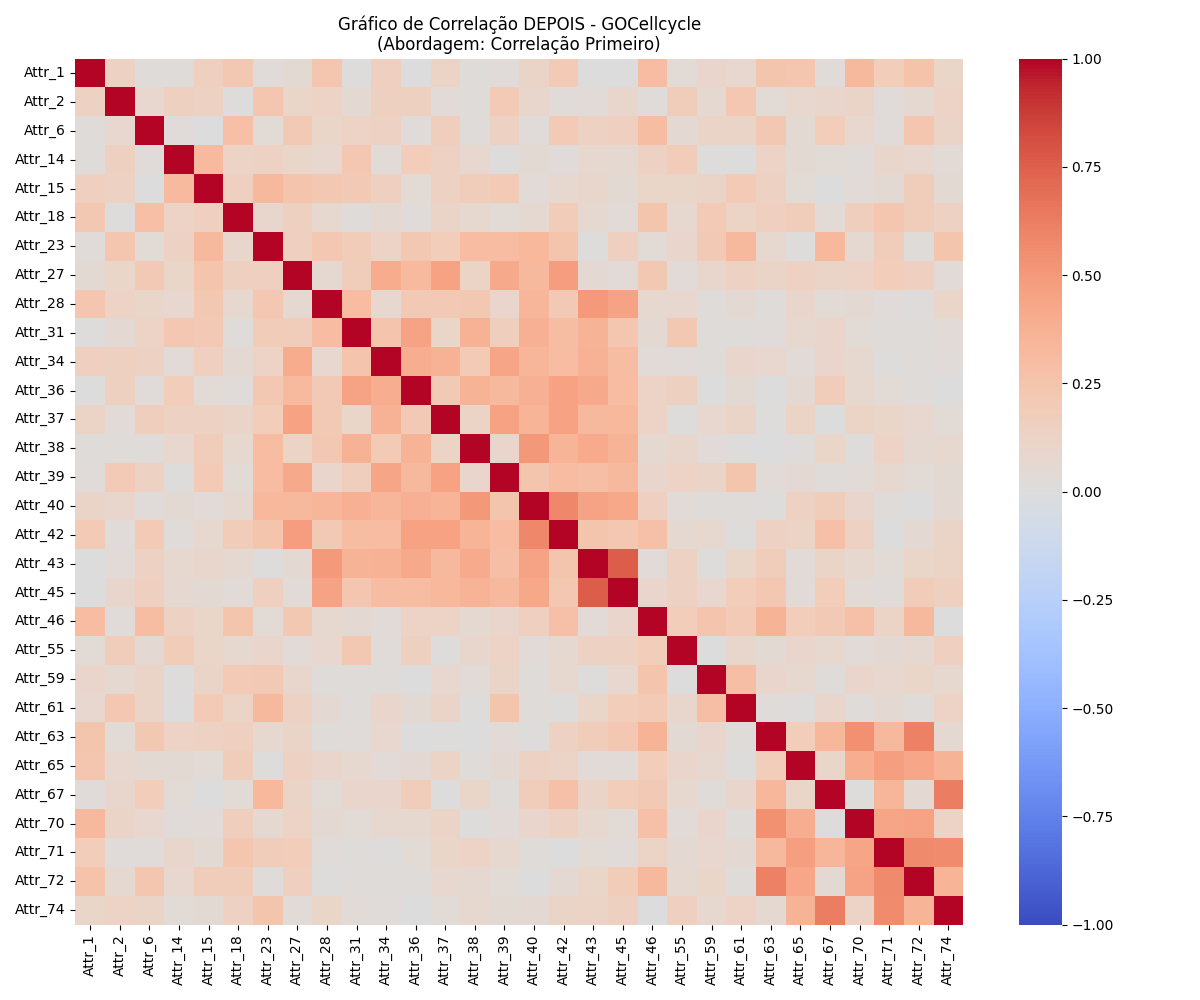 Gráfico de Correlação DEPOIS - GOCellcycle
(Abordagem: Correlação Primeiro)
Attr_1
Attr_2
Attr_6
Attr_14
Attr_15
Attr_18
Attr_23
Attr_27
Attr_28
Attr_31
Attr_34
Attr_36
Attr_37
Attr_38
Attr_39
Attr_40
Attr_42
Attr_43
Attr_45
Attr_46
Attr_55
Attr_59
Attr_61
Attr_63
Attr_65
Attr_67
Attr_70
Attr_71
Attr_72
Attr_74
Attr_1
Attr_2
Attr_6
Attr_14
Attr_15
Attr_18
Attr_23
Attr_27
Attr_28
Attr_31
Attr_34
Attr_36
Attr_37
Attr_38
Attr_39
Attr_40
Attr_42
Attr_43
Attr_45
Attr_46
Attr_55
Attr_59
Attr_61
Attr_63
Attr_65
Attr_67
Attr_70
Attr_71
Attr_72
Attr_74
1.00
0.75
0.50
0.25
0.00
−0.25
−0.50
−0.75
−1.00